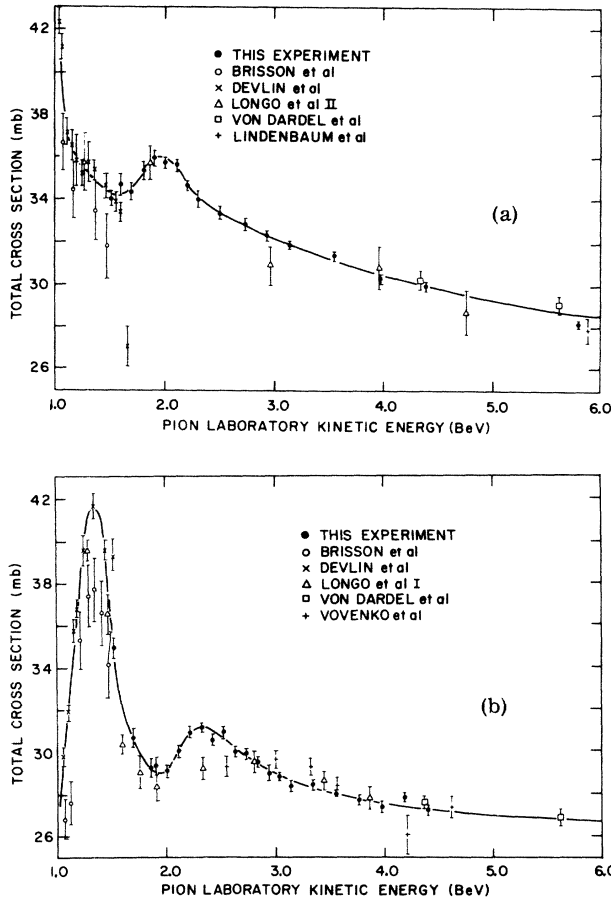 42
38
34
30
26
TOTAL CROSS SECTION (mb)
(a)
THIS EXPERIMENT
BRISSON et al
DEVLIN et al
LONGO et al II
VON DARDEL et al
LINDENBAUM et al
1.0 2.0 3.0 4.0 5.0 6.0
PION LABORATORY KINETIC ENERGY (BeV)
42
38
34
30
26
TOTAL CROSS SECTION (mb)
(b)
THIS EXPERIMENT
BRISSON et al
DEVLIN et al
LONGO et al I
VON DARDEL et al
VOVENKO et al
1.0 2.0 3.0 4.0 5.0 6.0
PION LABORATORY KINETIC ENERGY (BeV)